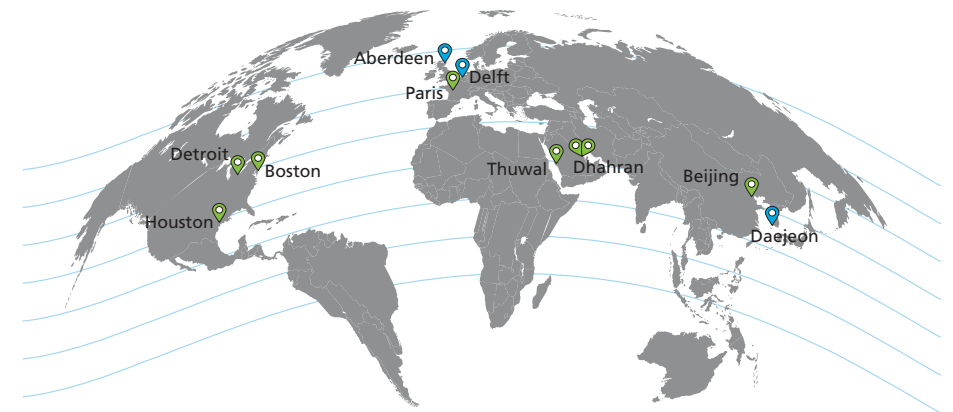 Aberdeen
Delft
Paris
Detroit
Boston
Thuwal
Dhahran
Beijing
Houston
Daejeon